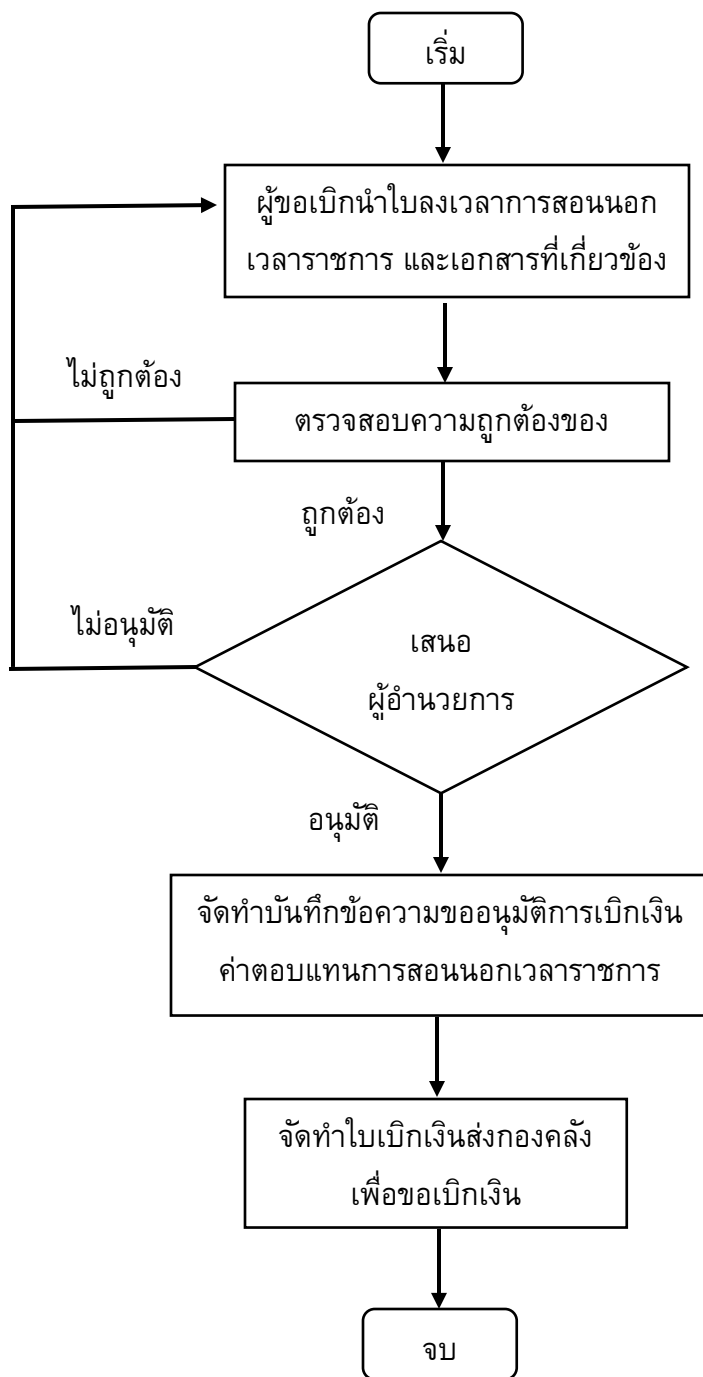 เริ่ม
ผู้ขอเบิกนำใบลงเวลาการสอนนอก
เวลาราชการ และเอกสารที่เกี่ยวข้อง
ไม่ถูกต้อง
ตรวจสอบความถูกต้องของ
ถูกต้อง
ไม่อนุมัติ
เสนอ
ผู้อำนวยการ
อนุมัติ
จัดทำบันทึกข้อความขออนุมัติการเบิกเงิน
ค่าตอบแทนการสอนนอกเวลาราชการ
จัดทำใบเบิกเงินส่งกองคลัง
เพื่อขอเบิกเงิน
จบ